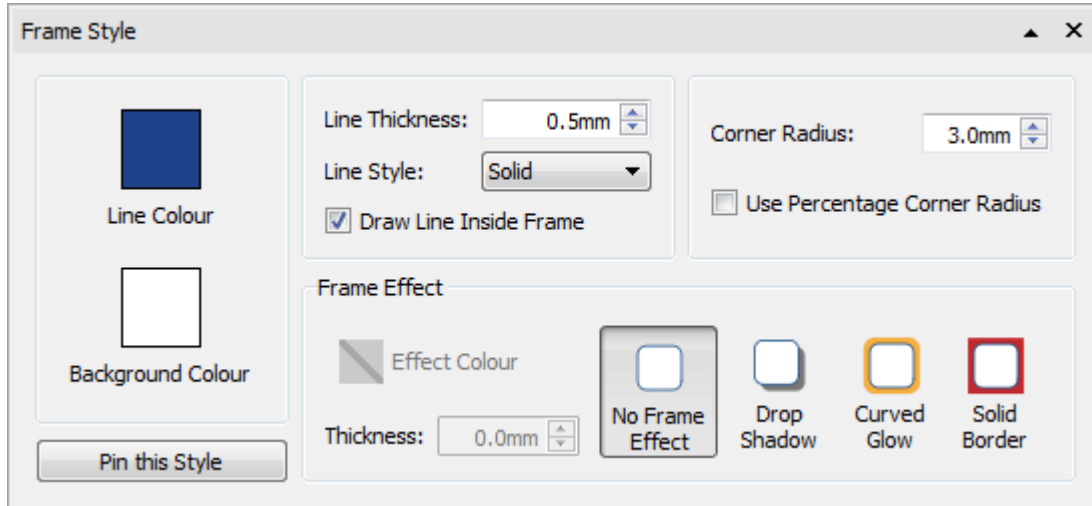 Frame Style
Line Colour
Background Colour
Pin this Style
Line Thickness: 0.5mm
Line Style: Solid
Draw Line Inside Frame
Corner Radius: 3.0mm
Use Percentage Corner Radius
Frame Effect
Effect Colour
Thickness: 0.0mm
No Frame
Effect
Drop
Shadow
Curved
Glow
Solid
Border